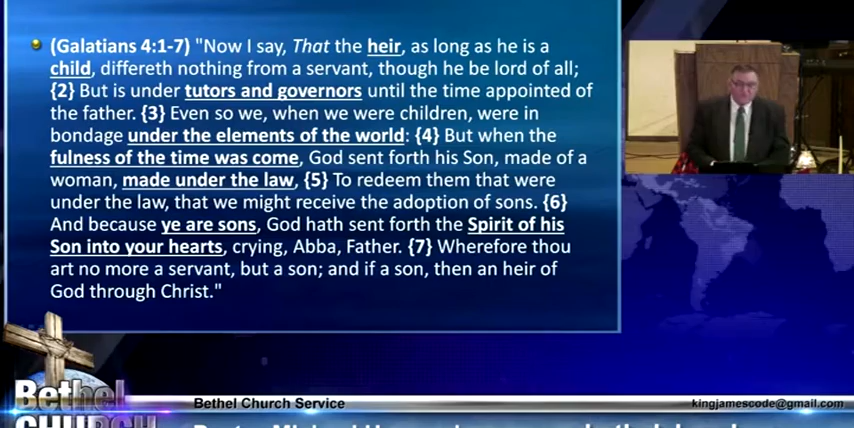 (Galatians 4:1-7) "Now I say, That the heir, as long as he is a
child, differeth nothing from a servant, though he be lord of all;
{2} But is under tutors and governors until the time appointed of
the father. {3} Even so we, when we were children, were in
bondage under the elements of the world: {4} But when the
fulness of the time was come, God sent forth his Son, made of a
woman, made under the law, {5} To redeem them that were
under the law, that we might receive the adoption of sons. {6}
And because ye are sons, God hath sent forth the Spirit of his
Son into your hearts, crying, Abba, Father. {7} Wherefore thou
art no more a servant, but a son; and if a son, then an heir of
God through Christ."
Bethel
CHURCH
Bethel Church Service
kingjamescode@gmail.com